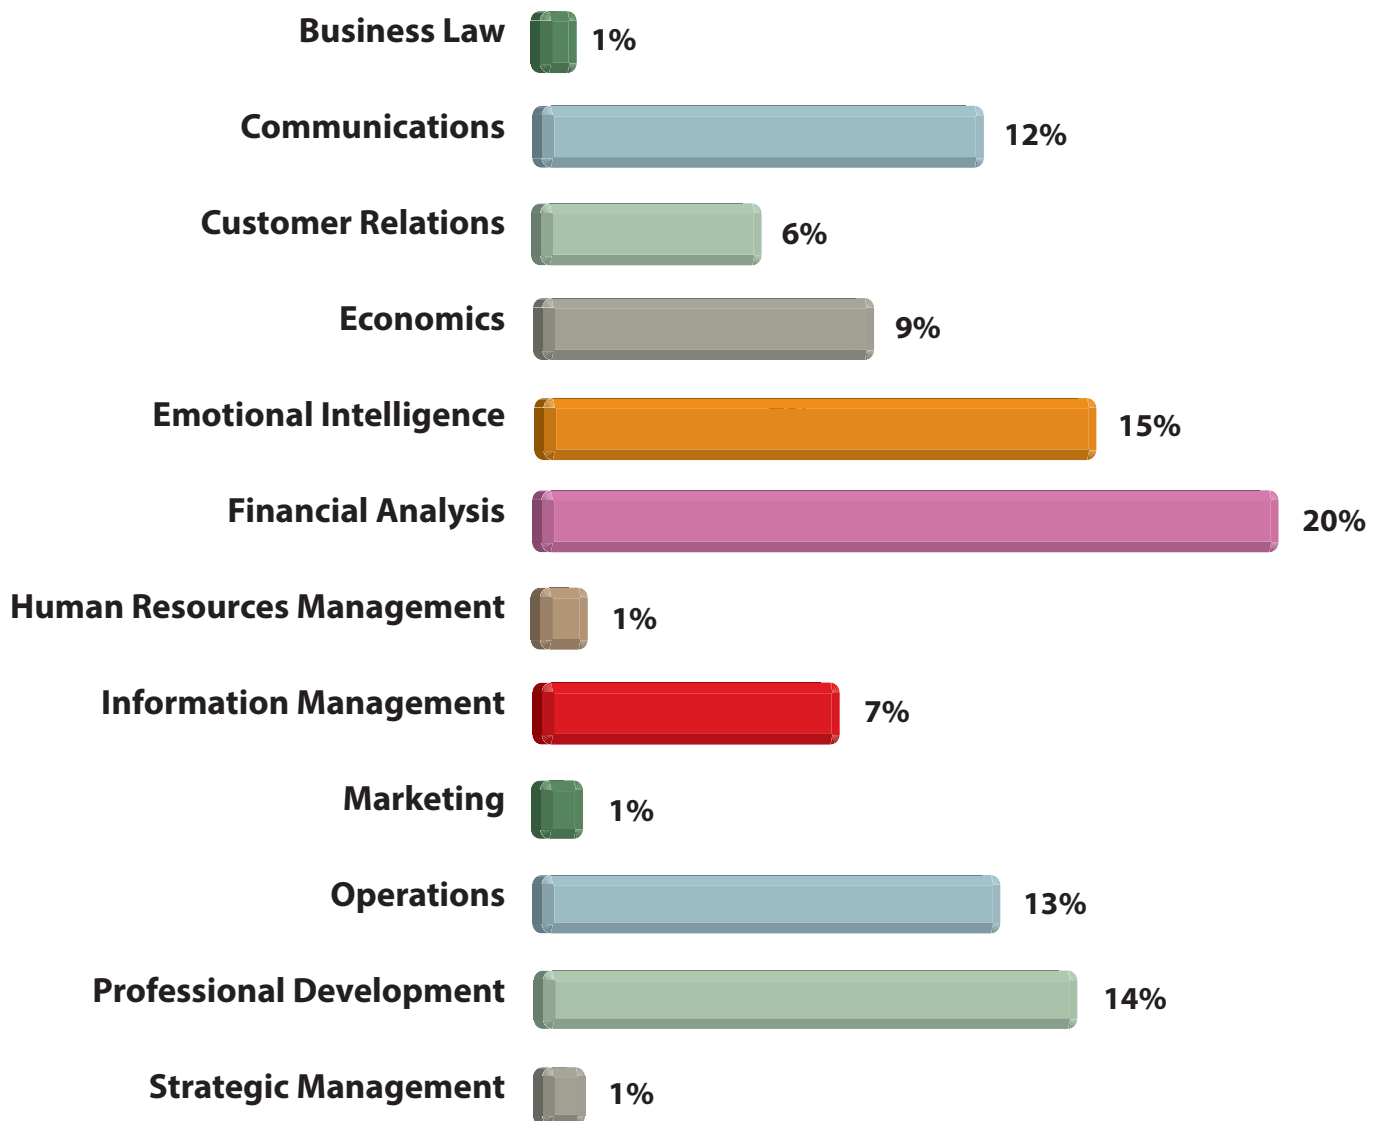 Business Law 1%
Communications 12%
Customer Relations 6%
Economics 9%
Emotional Intelligence 15%
Financial Analysis 20%
Human Resources Management 1%
Information Management 7%
Marketing 1%
Operations 13%
Professional Development 14%
Strategic Management 1%